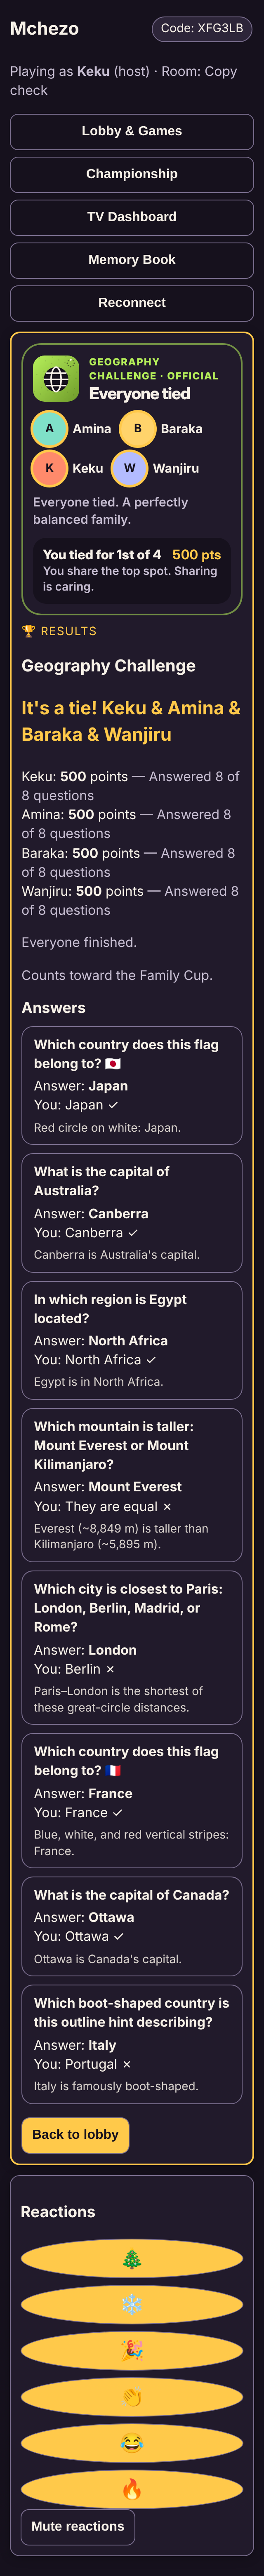 Mchezo
Code: XFG3LB
Playing as Keku (host) · Room: Copy
check
Lobby & Games
Championship
TV Dashboard
Memory Book
Reconnect
GEOGRAPHY
CHALLENGE · OFFICIAL
Everyone tied
A Amina B Baraka
K Keku W Wanjiru
Everyone tied. A perfectly
balanced family.
You tied for 1st of 4 500 pts
You share the top spot. Sharing
is caring.
🏆 RESULTS
Geography Challenge
It's a tie! Keku & Amina &
Baraka & Wanjiru
Keku: 500 points — Answered 8 of
8 questions
Amina: 500 points — Answered 8
of 8 questions
Baraka: 500 points — Answered 8
of 8 questions
Wanjiru: 500 points — Answered 8
of 8 questions
Everyone finished.
Counts toward the Family Cup.
Answers
Which country does this flag
belong to? 🇯🇵
Answer: Japan
You: Japan ✓
Red circle on white: Japan.
What is the capital of
Australia?
Answer: Canberra
You: Canberra ✓
Canberra is Australia's capital.
In which region is Egypt
located?
Answer: North Africa
You: North Africa ✓
Egypt is in North Africa.
Which mountain is taller:
Mount Everest or Mount
Kilimanjaro?
Answer: Mount Everest
You: They are equal ×
Everest (~8,849 m) is taller than
Kilimanjaro (~5,895 m).
Which city is closest to Paris:
London, Berlin, Madrid, or
Rome?
Answer: London
You: Berlin ×
Paris–London is the shortest of
these great-circle distances.
Which country does this flag
belong to? 🇫🇷
Answer: France
You: France ✓
Blue, white, and red vertical stripes:
France.
What is the capital of Canada?
Answer: Ottawa
You: Ottawa ✓
Ottawa is Canada's capital.
Which boot-shaped country is
this outline hint describing?
Answer: Italy
You: Portugal ×
Italy is famously boot-shaped.
Back to lobby
Reactions
Mute reactions